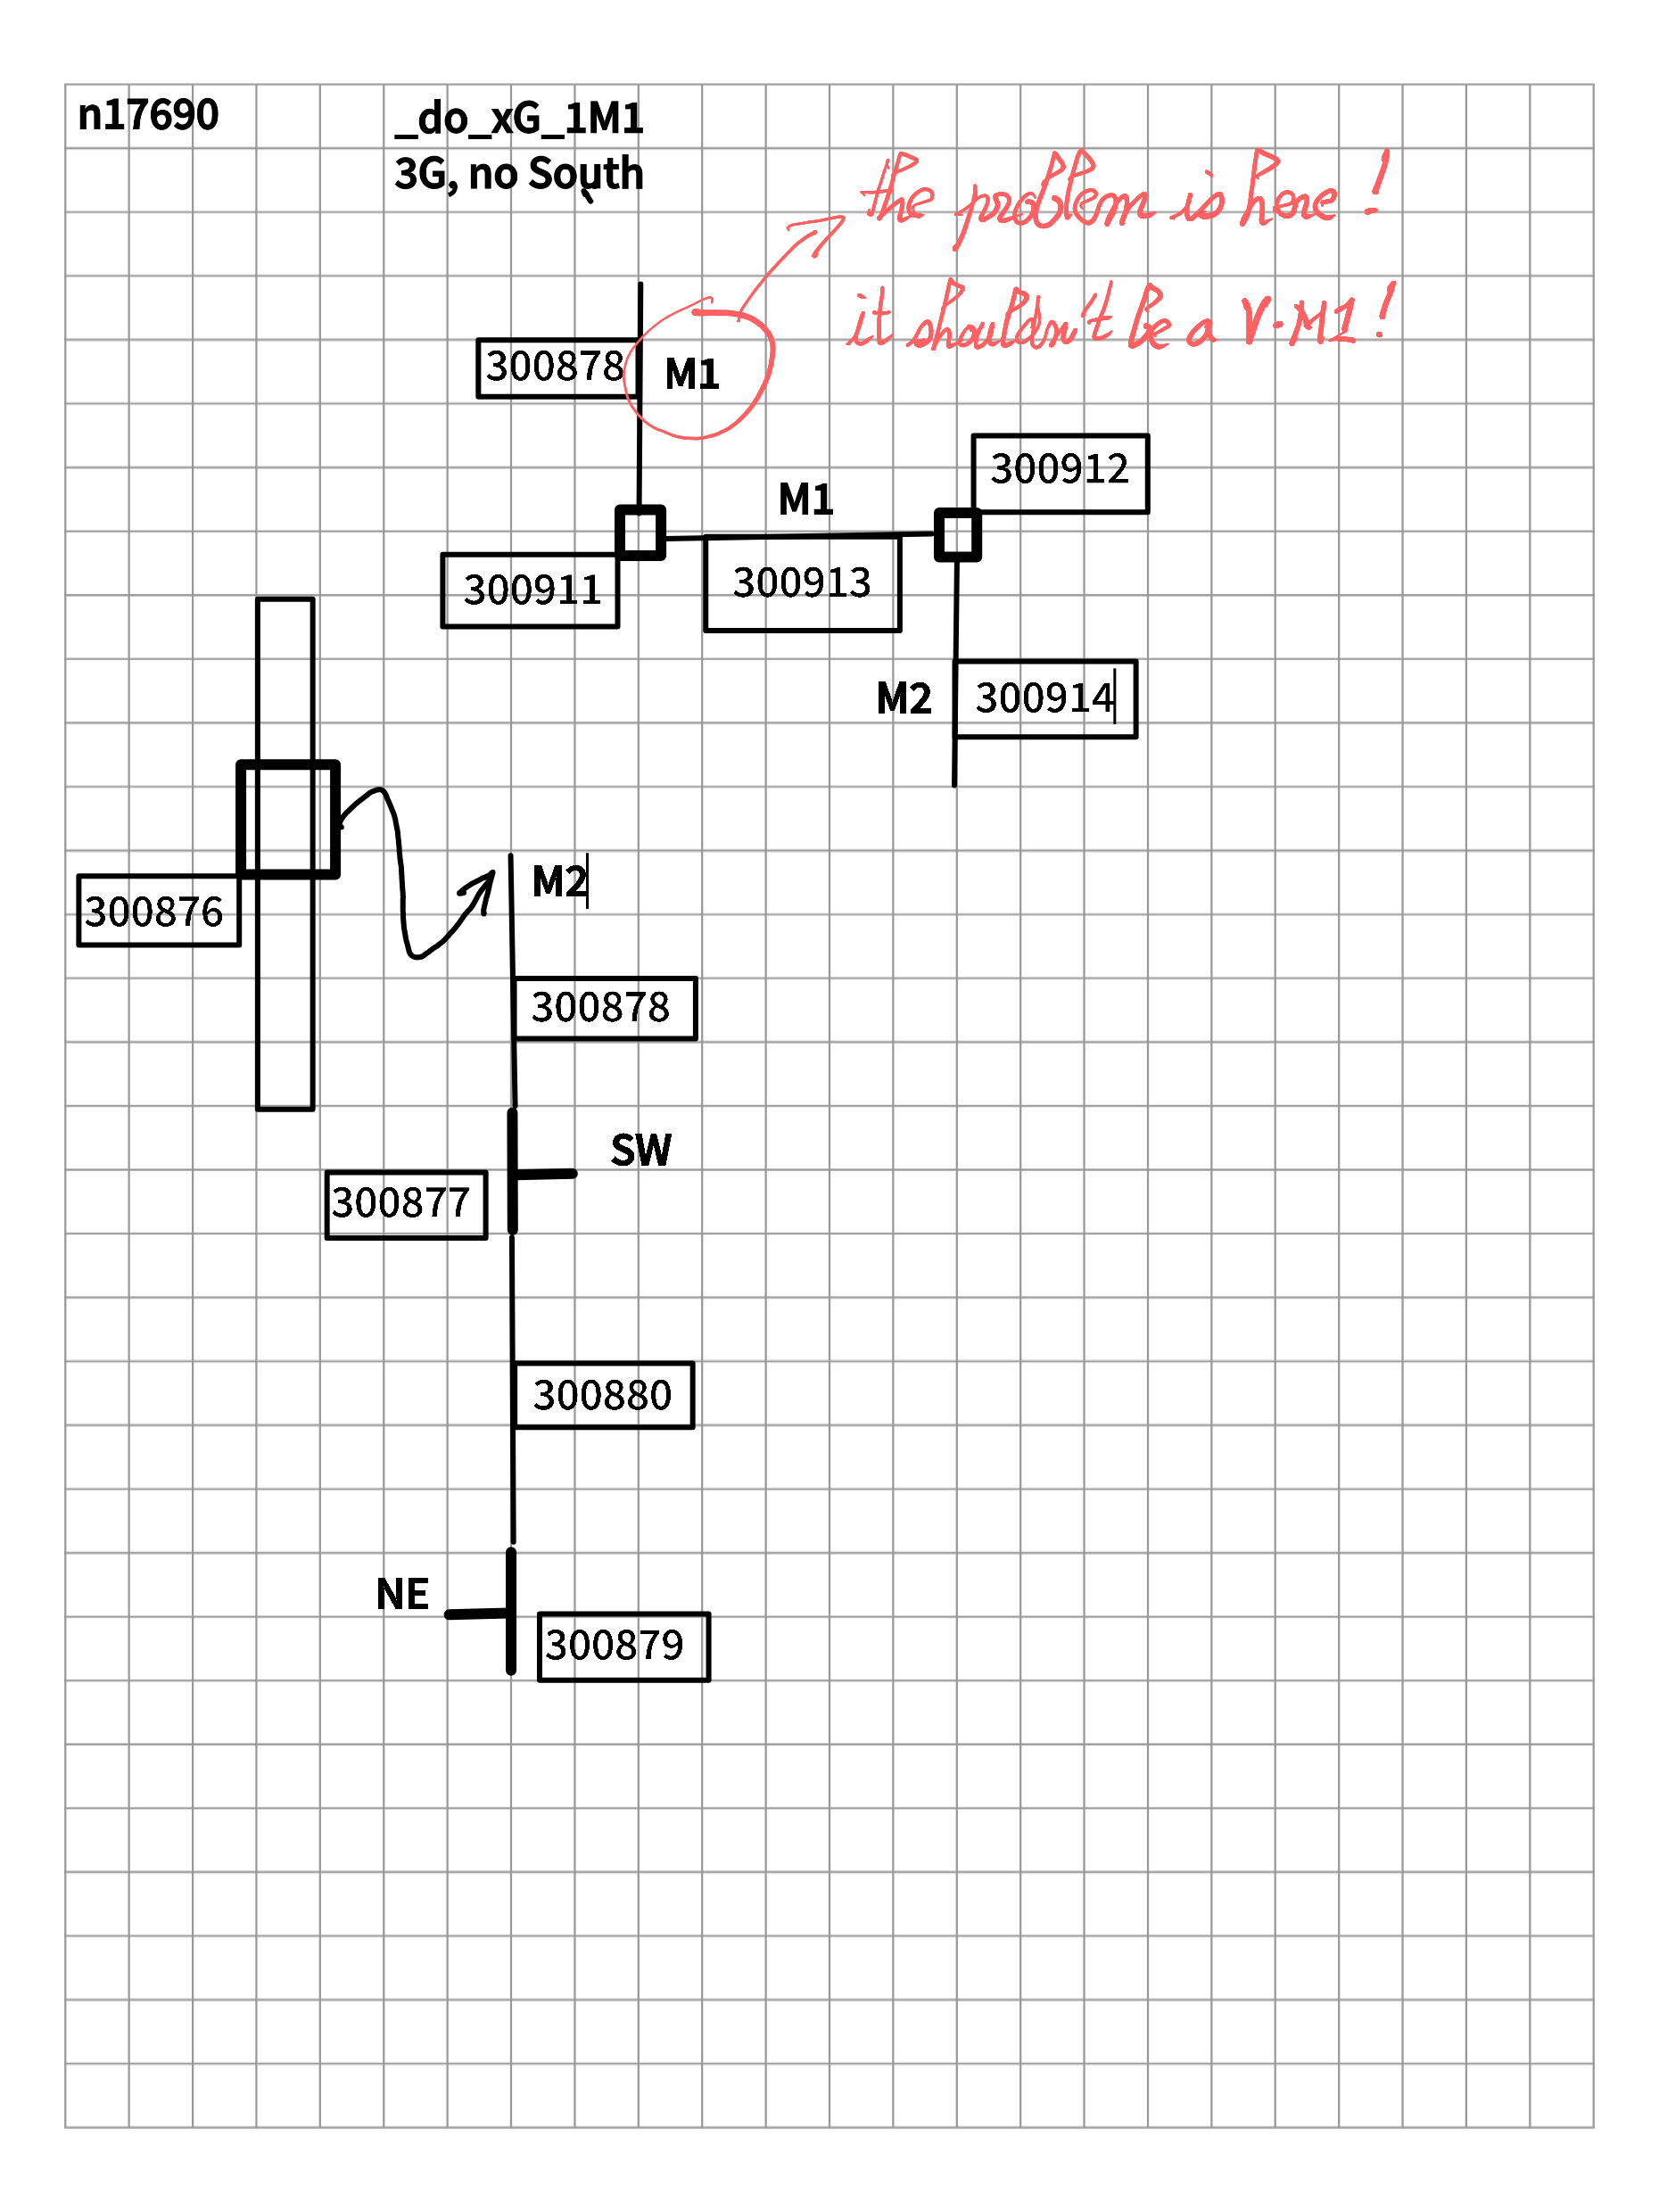 n17690
_do_xG_1M1
3G, no South
the problem is here!
it shouldn't be a V-M1!
300878
M1
300912
M1
300911
300913
M2
300914
M2
300876
300878
SW
300877
300880
NE
300879